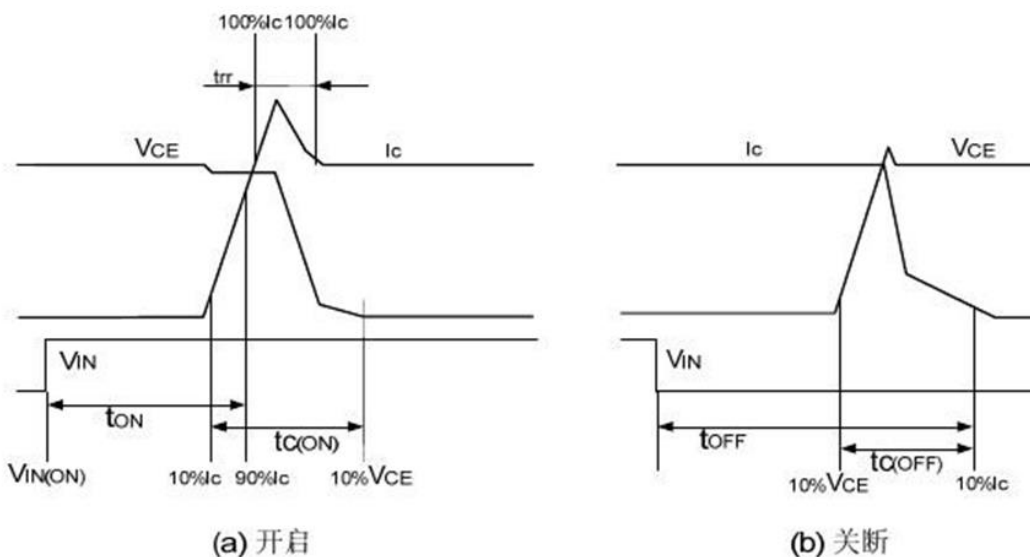 100%Ic 100%Ic
trr
VCE Ic
VIN
tON
tC(ON)
VIN(ON) 10%Ic 90%Ic 10%VCE
(a) 开启
Ic VCE
VIN
tOFF
tC(OFF)
10%VCE 10%Ic
(b) 关断